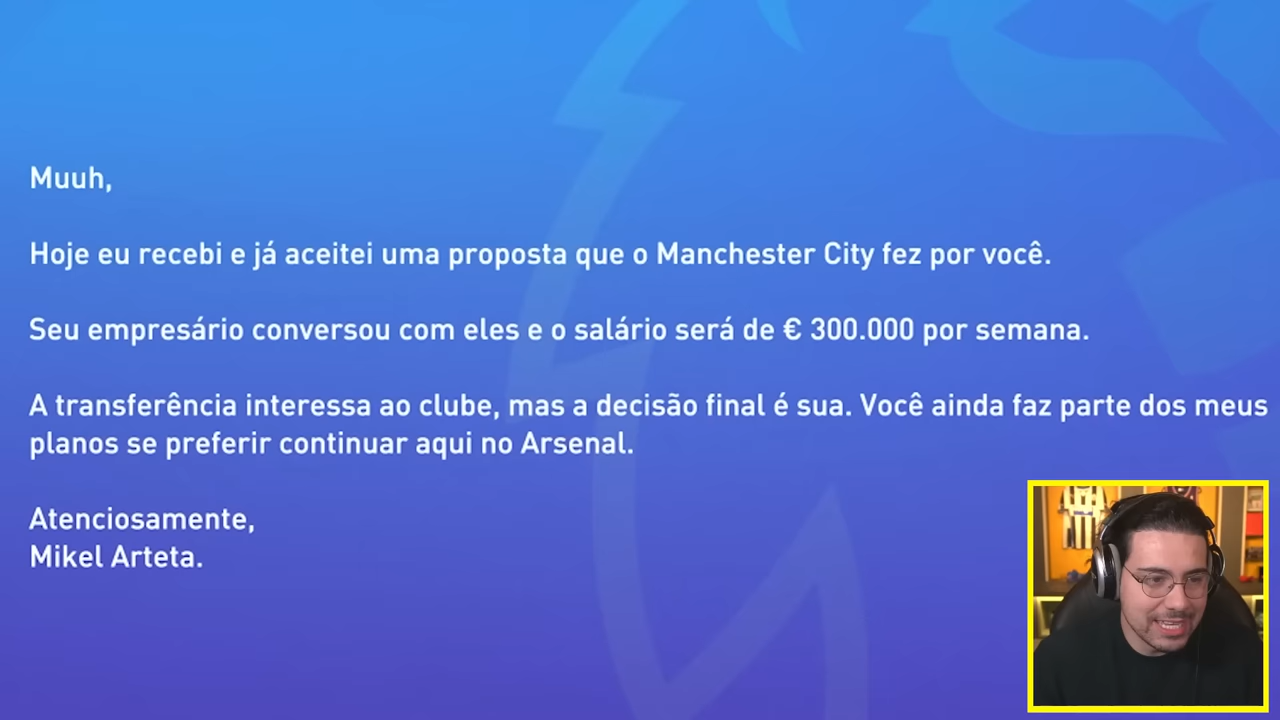 Muuh,
Hoje eu recebi e já aceitei uma proposta que o Manchester City fez por você.
Seu empresário conversou com eles e o salário será de € 300.000 por semana.
A transferência interessa ao clube, mas a decisão final é sua. Você ainda faz parte dos meus
planos se preferir continuar aqui no Arsenal.
Atenciosamente,
Mikel Arteta.